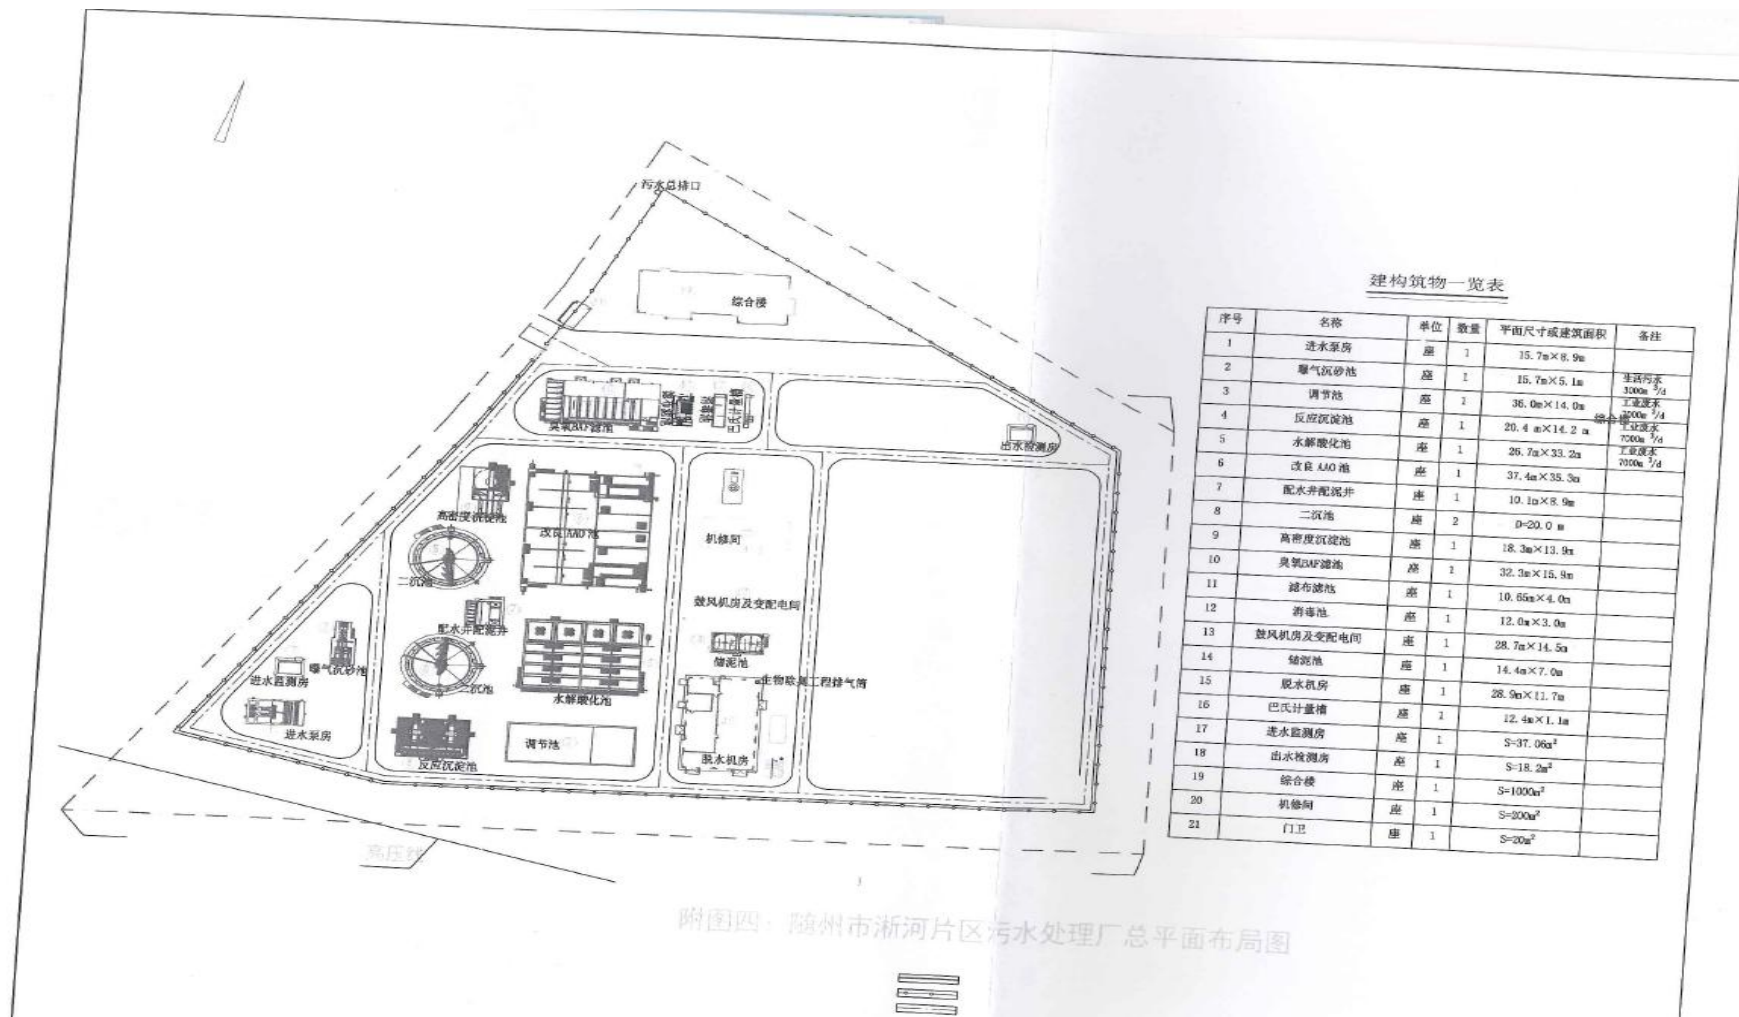 污水总排口
综合楼
臭氧BAF滤池
巴氏计量槽
出水检测房
高密度沉淀池
改良AAO池
二沉池
机修间
鼓风机房及变配电间
配水井配泥井
曝气沉砂池
进水监测房
二沉池
水解酸化池
储泥池
生物除臭工程排气筒
进水泵房
反应沉淀池
调节池
脱水机房
高压线
建构筑物一览表
序号 名称 单位 数量 平面尺寸或建筑面积 备注
1 进水泵房 座 1 15.7m×8.9m
2 曝气沉砂池 座 1 15.7m×5.1m 生活污水 3000m³/d
3 调节池 座 1 36.0m×14.0m 工业废水 7000m³/d
综合楼
4 反应沉淀池 座 1 20.4 m×14.2 m 工业废水 7000m³/d
5 水解酸化池 座 1 26.7m×33.2m 工业废水 7000m³/d
6 改良 AAO 池 座 1 37.4m×35.3m
7 配水井配泥井 座 1 10.1m×8.9m
8 二沉池 座 2 D=20.0 m
9 高密度沉淀池 座 1 18.3m×13.9m
10 臭氧BAF滤池 座 1 32.3m×15.9m
11 滤布滤池 座 1 10.65m×4.0m
12 消毒池 座 1 12.0m×3.0m
13 鼓风机房及变配电间 座 1 28.7m×14.5m
14 储泥池 座 1 14.4m×7.0m
15 脱水机房 座 1 28.9m×11.7m
16 巴氏计量槽 座 1 12.4m×1.1m
17 进水监测房 座 1 S=37.06m²
18 出水检测房 座 1 S=18.2m²
19 综合楼 座 1 S=1000m²
20 机修间 座 1 S=200m²
21 门卫 座 1 S=20m²
附图四：随州市淅河片区污水处理厂总平面布局图